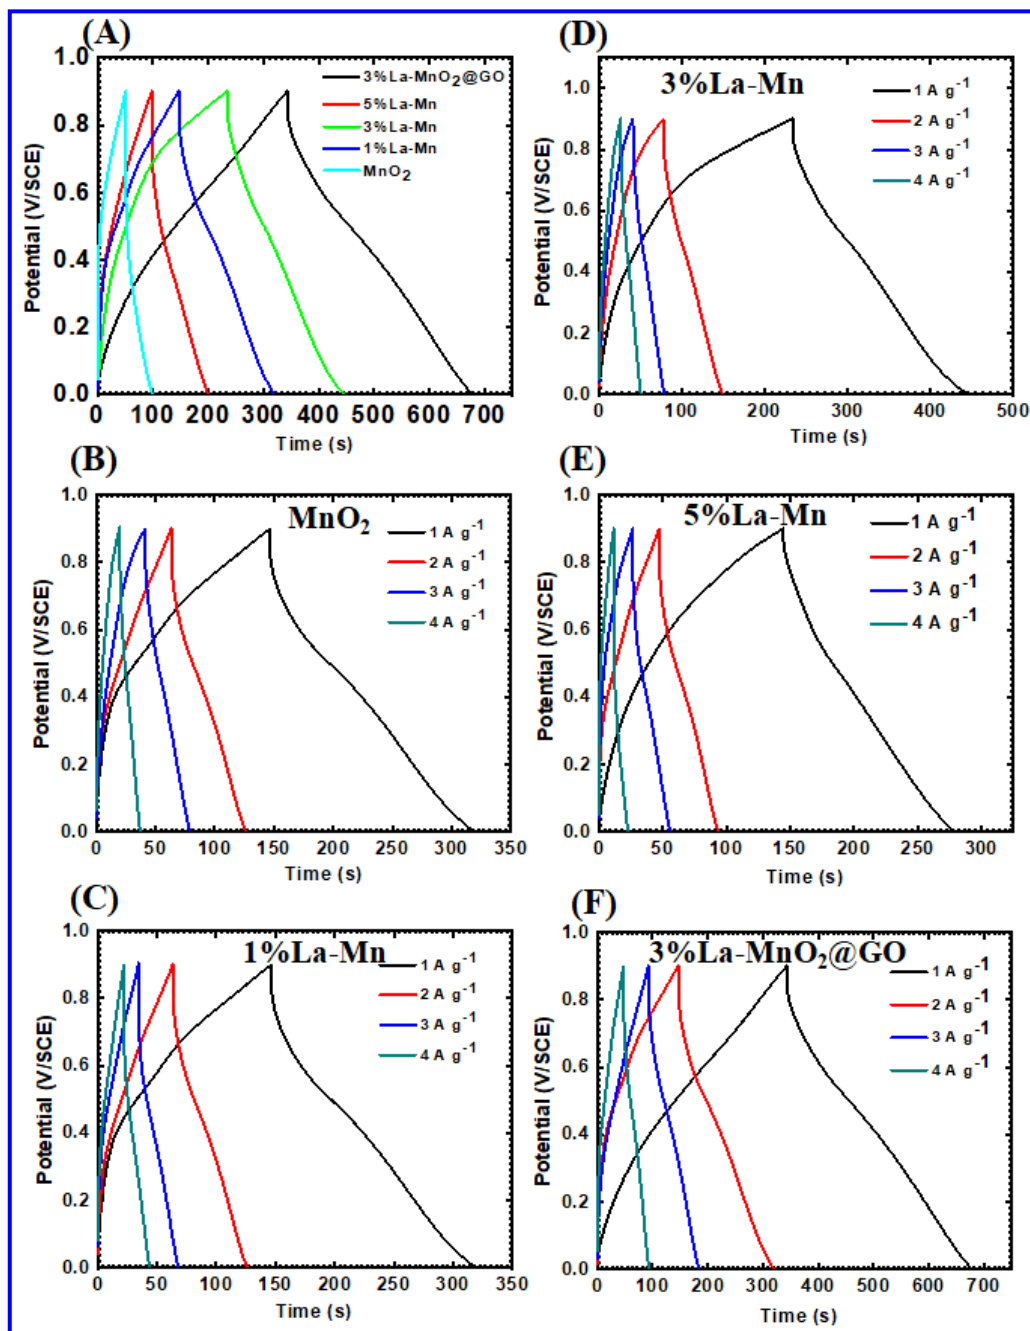 (A)
1.0
0.8
0.6
0.4
0.2
0.0
Potential (V/SCE)
3%La-MnO2@GO
5%La-Mn
3%La-Mn
1%La-Mn
MnO2
0 100 200 300 400 500 600 700
Time (s)
(D)
3%La-Mn
1.0
0.8
0.6
0.4
0.2
0.0
Potential (V/SCE)
1 A g-1
2 A g-1
3 A g-1
4 A g-1
0 100 200 300 400 500
Time (s)
(B)
MnO2
1.0
0.8
0.6
0.4
0.2
0.0
Potential (V/SCE)
1 A g-1
2 A g-1
3 A g-1
4 A g-1
0 50 100 150 200 250 300 350
Time (s)
(E)
5%La-Mn
1.0
0.8
0.6
0.4
0.2
0.0
Potential (V/SCE)
1 A g-1
2 A g-1
3 A g-1
4 A g-1
0 50 100 150 200 250 300
Time (s)
(C)
1%La-Mn
1.0
0.8
0.6
0.4
0.2
0.0
Potential (V/SCE)
1 A g-1
2 A g-1
3 A g-1
4 A g-1
0 50 100 150 200 250 300 350
Time (s)
(F)
3%La-MnO2@GO
1.0
0.8
0.6
0.4
0.2
0.0
Potential (V/SCE)
1 A g-1
2 A g-1
3 A g-1
4 A g-1
0 100 200 300 400 500 600 700
Time (s)